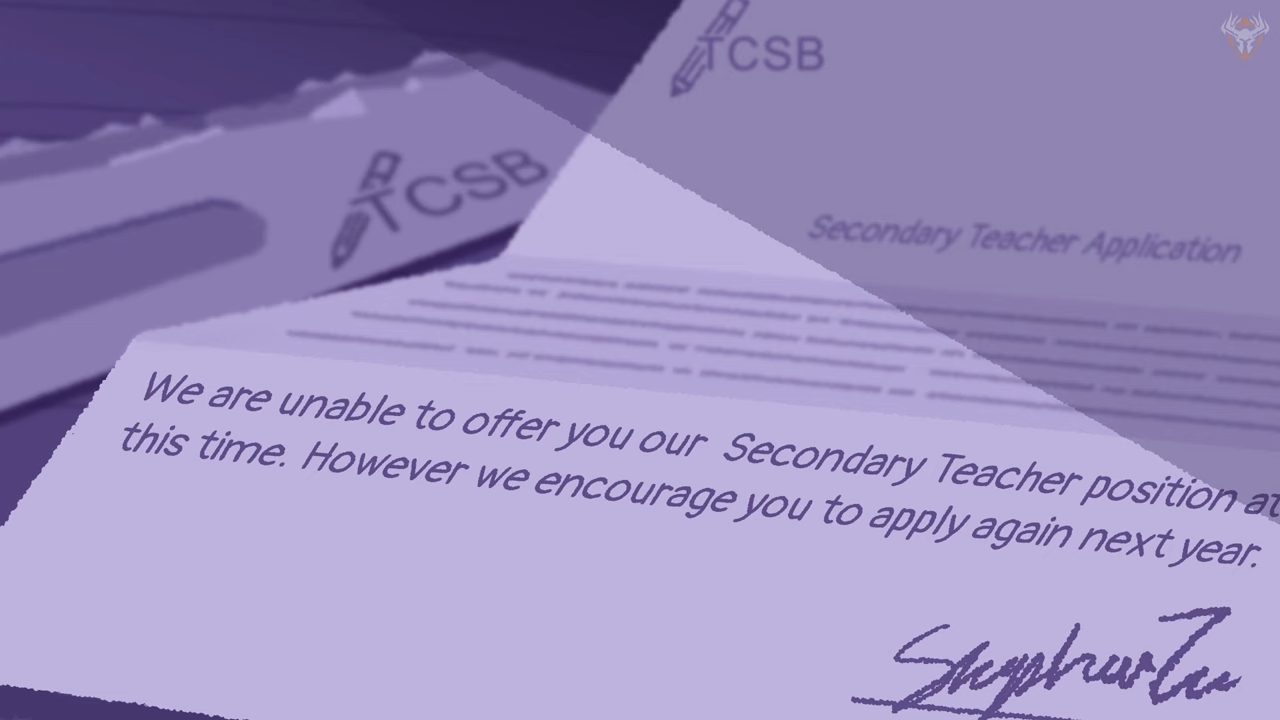 TCSB
TCSB
Secondary Teacher Application
We are unable to offer you our Secondary Teacher position at
this time. However we encourage you to apply again next year.